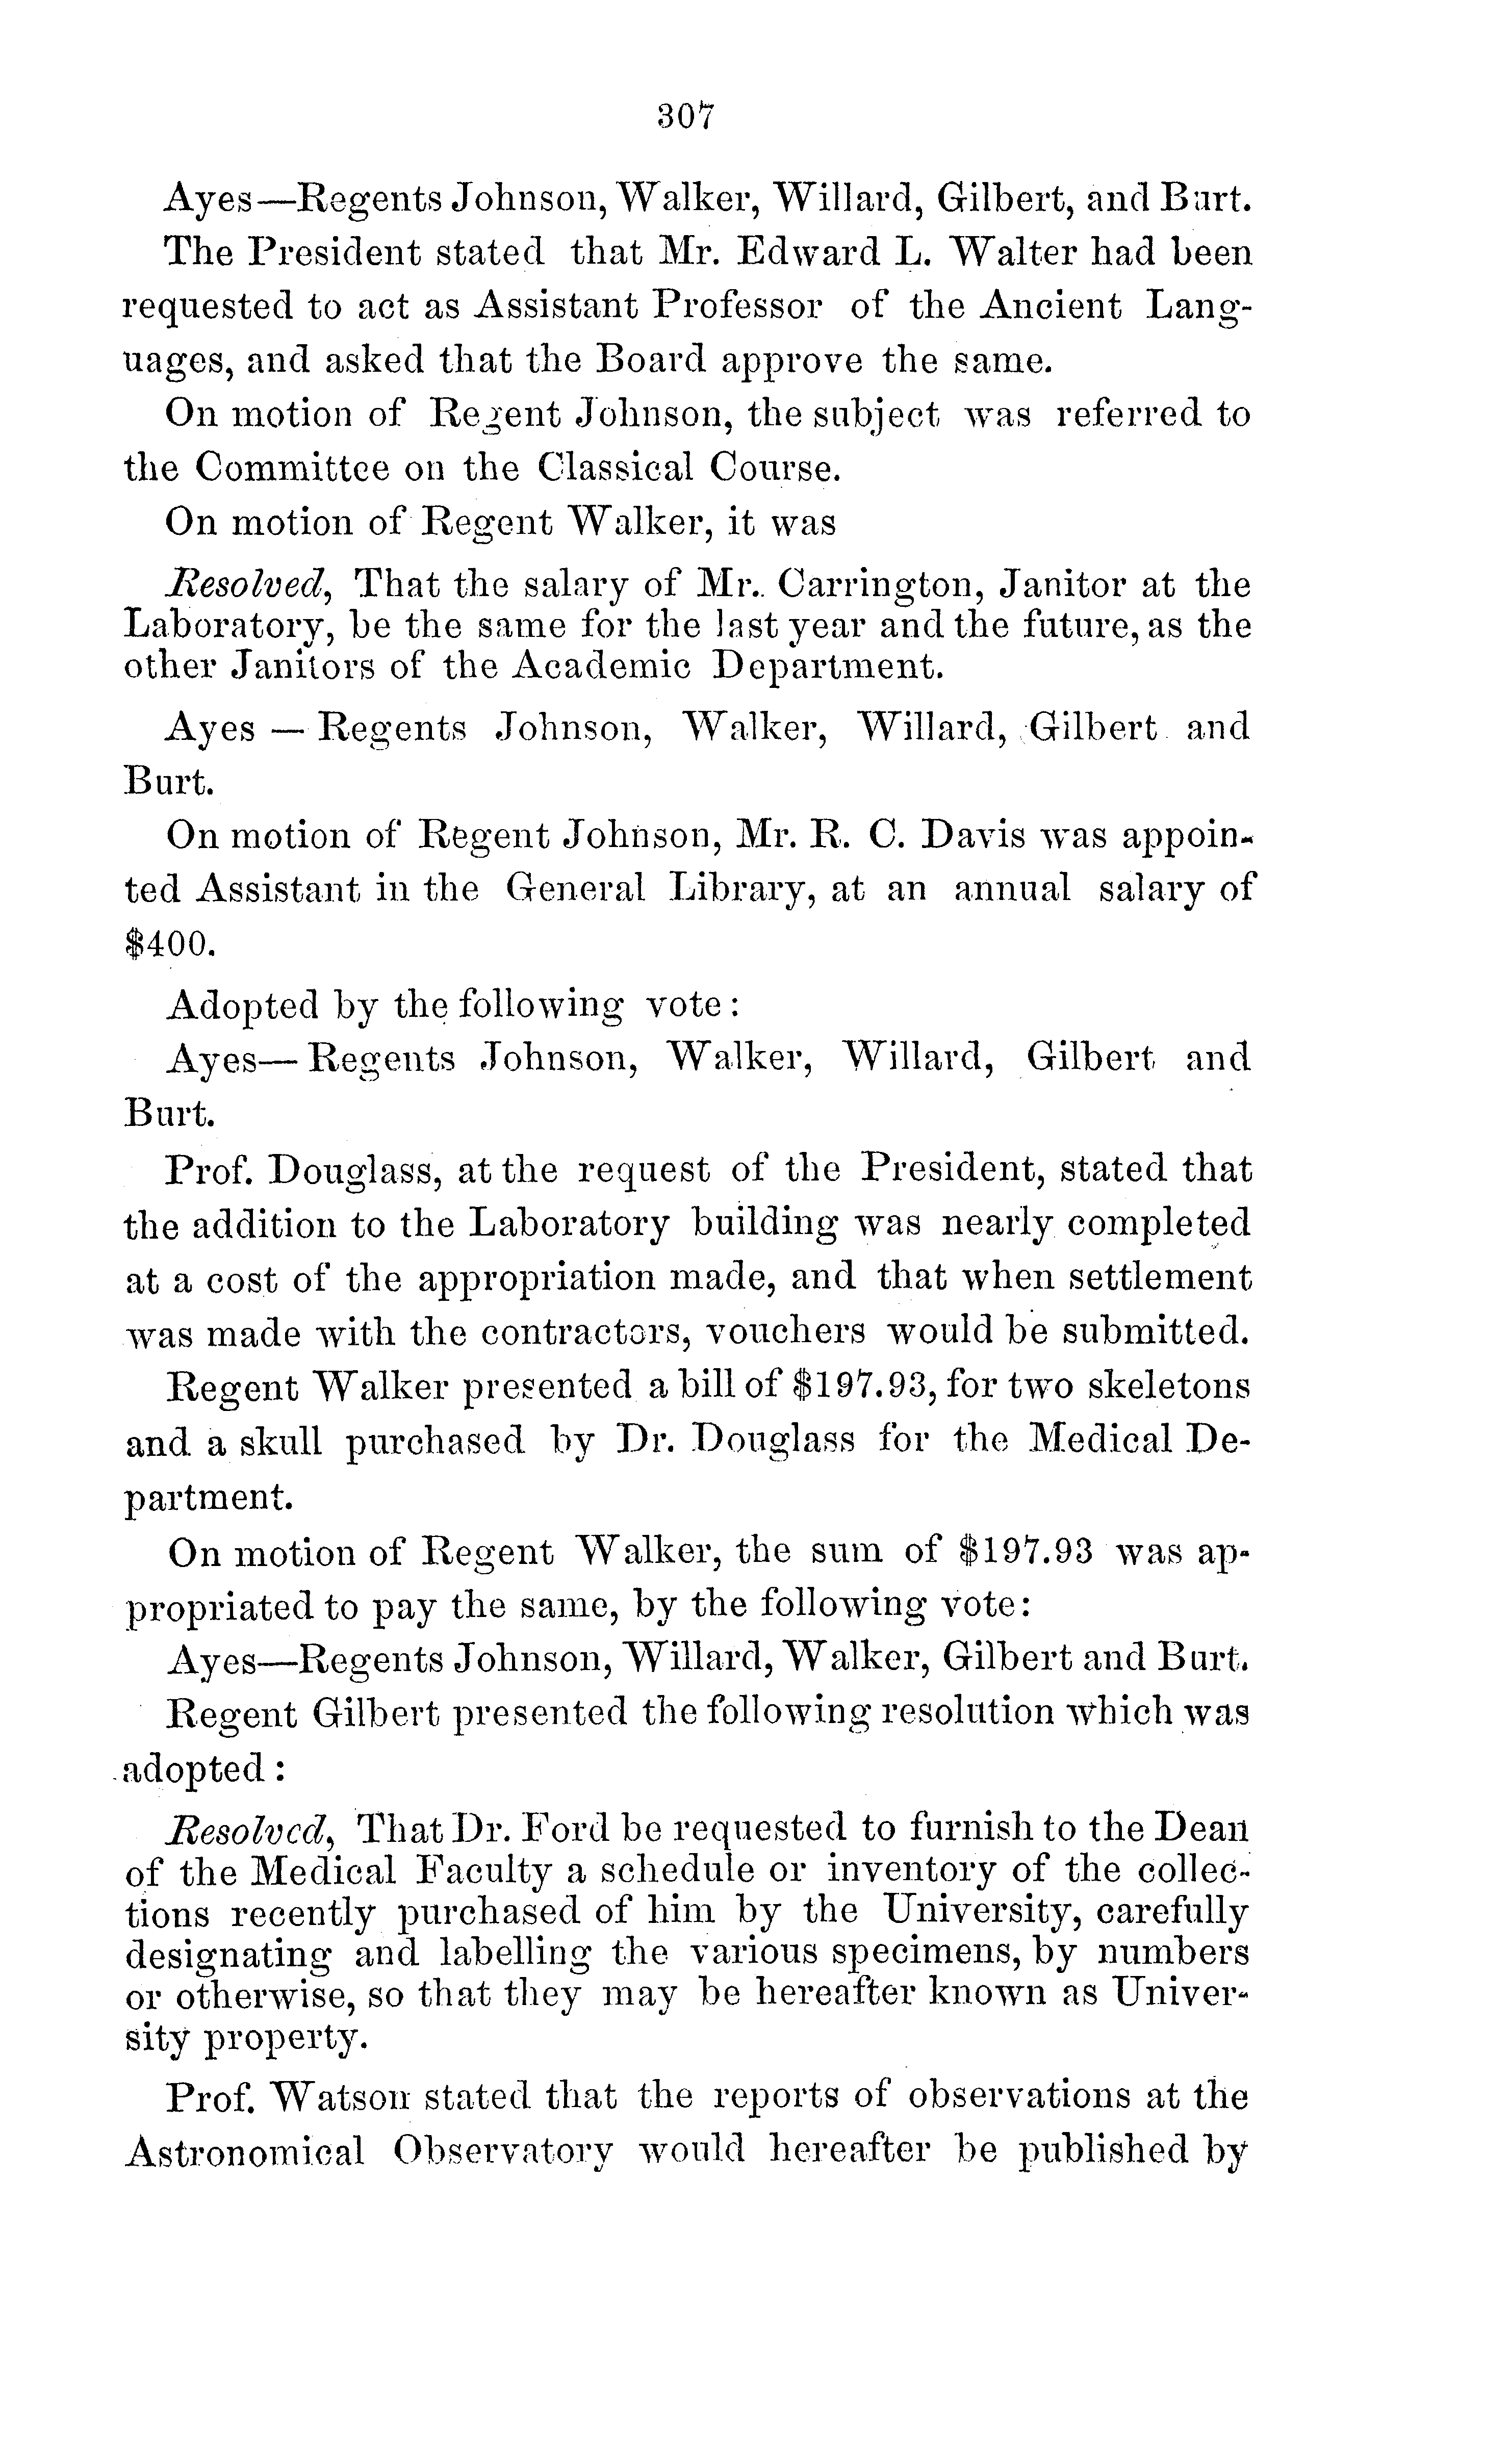 307
Ayes—Regents Johnson, Walker, Willard, Gilbert, and Burt.
The President stated that Mr. Edward L. Walter had been
requested to act as Assistant Professor of the Ancient Lang-
uages, and asked that the Board approve the same.
On motion of Regent Johnson, the subject was referred to
the Committee on the Classical Course.
On motion of Regent Walker, it was
Resolved, That the salary of Mr. Carrington, Janitor at the
Laboratory, be the same for the last year and the future, as the
other Janitors of the Academic Department.
Ayes — Regents Johnson, Walker, Willard, Gilbert and
Burt.
On motion of Regent Johnson, Mr. R. C. Davis was appoin-
ted Assistant in the General Library, at an annual salary of
$400.
Adopted by the following vote:
Ayes— Regents Johnson, Walker, Willard, Gilbert and
Burt.
Prof. Douglass, at the request of the President, stated that
the addition to the Laboratory building was nearly completed
at a cost of the appropriation made, and that when settlement
was made with the contractors, vouchers would be submitted.
Regent Walker presented a bill of $197.93, for two skeletons
and a skull purchased by Dr. Douglass for the Medical De-
partment.
On motion of Regent Walker, the sum of $197.93 was ap-
propriated to pay the same, by the following vote:
Ayes—Regents Johnson, Willard, Walker, Gilbert and Burt.
Regent Gilbert presented the following resolution which was
adopted:
Resolved, That Dr. Ford be requested to furnish to the Dean
of the Medical Faculty a schedule or inventory of the collec-
tions recently purchased of him by the University, carefully
designating and labelling the various specimens, by numbers
or otherwise, so that they may be hereafter known as Univer-
sity property.
Prof. Watson stated that the reports of observations at the
Astronomical Observatory would hereafter be published by